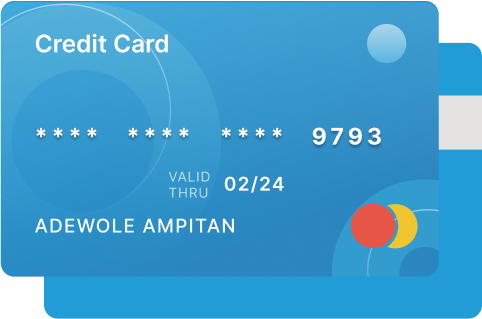 Credit Card
**** **** **** 9793
VALID
THRU 02/24
ADEWOLE AMPITAN